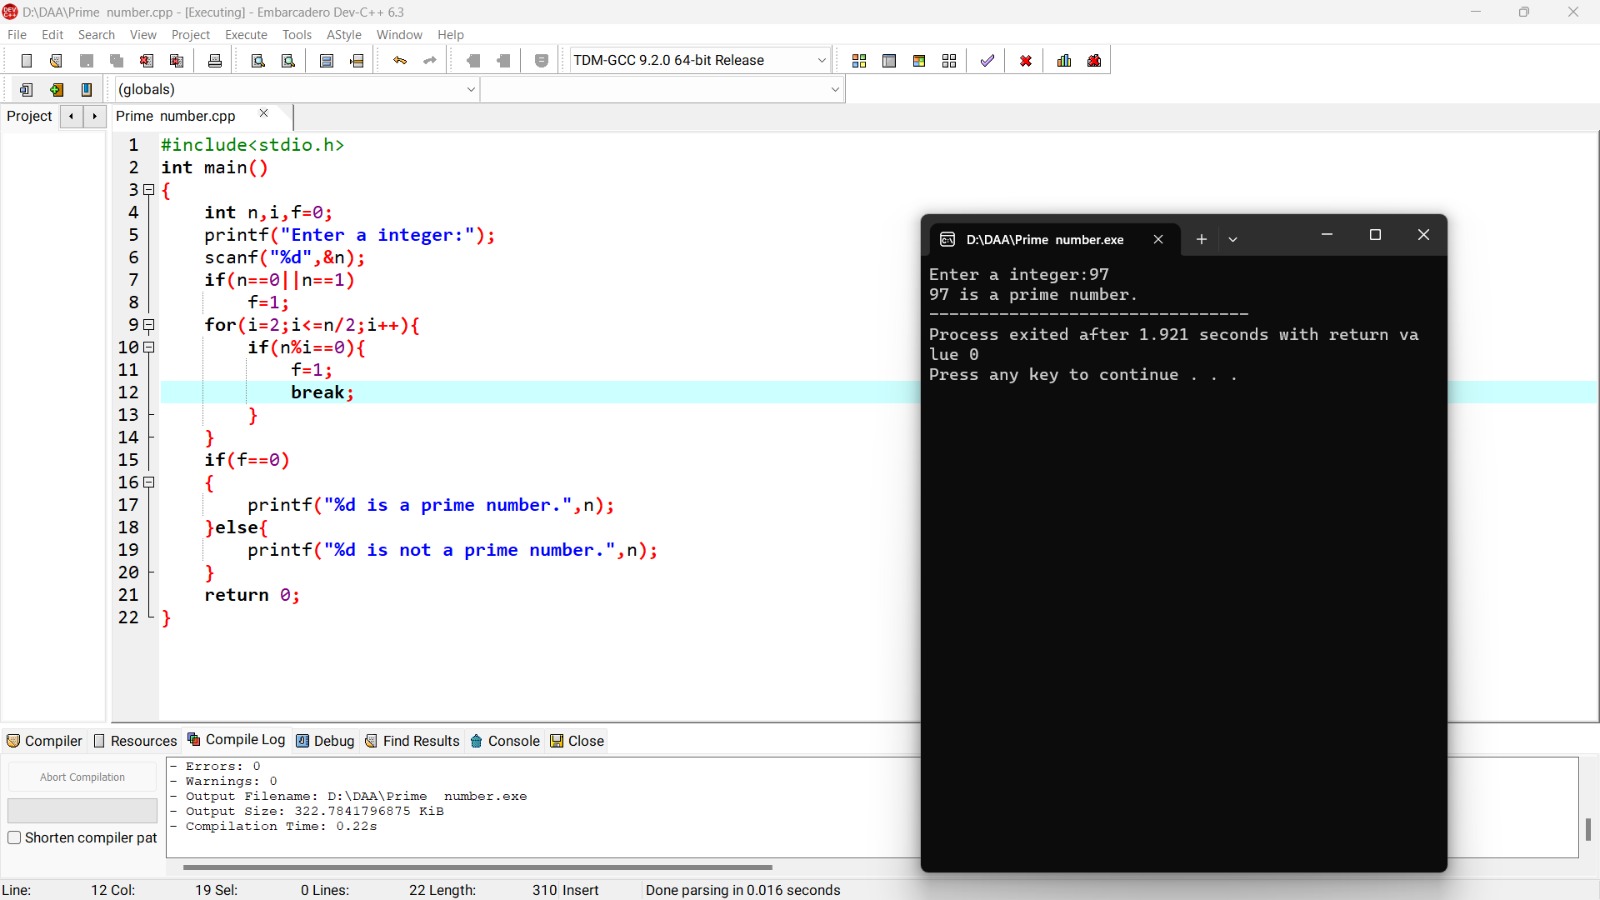 D:\DAA\Prime number.cpp - [Executing] - Embarcadero Dev-C++ 6.3
File Edit Search View Project Execute Tools AStyle Window Help
TDM-GCC 9.2.0 64-bit Release
(globals)
Project
Prime number.cpp
1 #include<stdio.h>
2 int main()
3 {
4 int n,i,f=0;
5 printf("Enter a integer:");
6 scanf("%d",&n);
7 if(n==0||n==1)
8 f=1;
9 for(i=2;i<=n/2;i++){
10 if(n%i==0){
11 f=1;
12 break;
13 }
14 }
15 if(f==0)
16 {
17 printf("%d is a prime number.",n);
18 }else{
19 printf("%d is not a prime number.",n);
20 }
21 return 0;
22 }
D:\DAA\Prime number.exe
Enter a integer:97
97 is a prime number.
--------------------------------
Process exited after 1.921 seconds with return va
lue 0
Press any key to continue . . .
Compiler Resources Compile Log Debug Find Results Console Close
Abort Compilation
Shorten compiler pat
- Errors: 0
- Warnings: 0
- Output Filename: D:\DAA\Prime number.exe
- Output Size: 322.7841796875 KiB
- Compilation Time: 0.22s
Line: 12 Col: 19 Sel: 0 Lines: 22 Length: 310 Insert Done parsing in 0.016 seconds